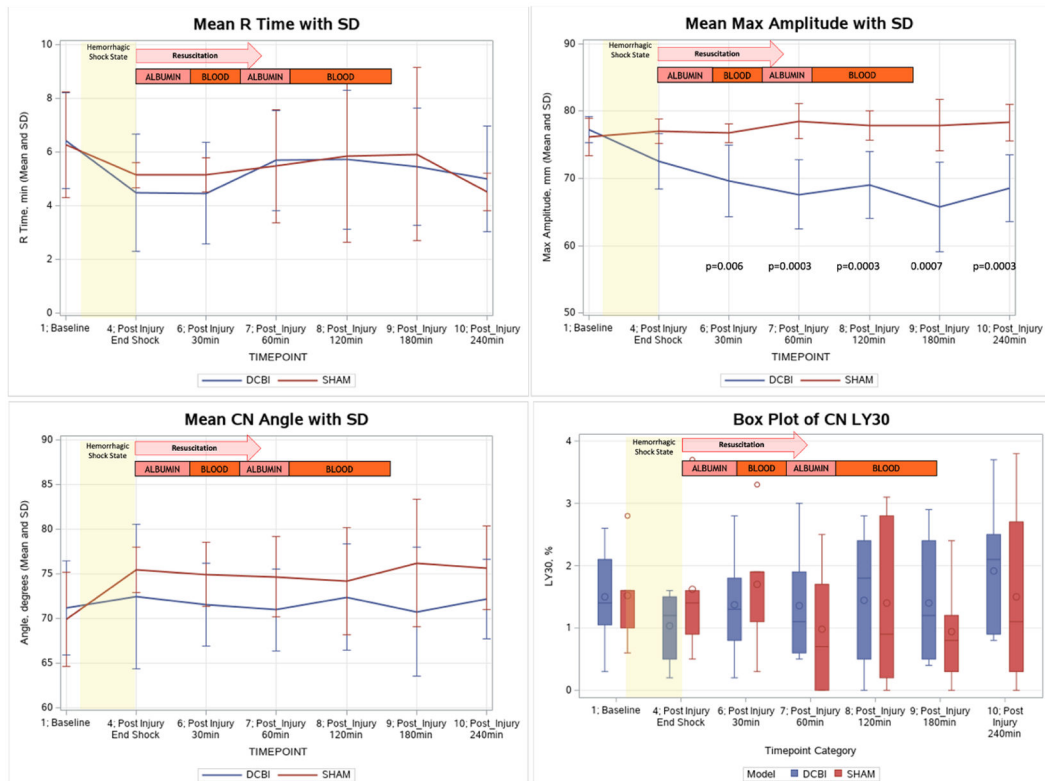 Mean R Time with SD
Hemorrhagic
Shock State
Resuscitation
ALBUMIN BLOOD ALBUMIN BLOOD
R Time, min (Mean and SD)
10
8
6
4
2
0
1; Baseline 4; Post Injury End Shock 6; Post Injury 30min 7; Post_Injury 60min 8; Post_Injury 120min 9; Post_Injury 180min 10; Post_Injury 240min
TIMEPOINT
DCBI SHAM
Mean Max Amplitude with SD
Hemorrhagic
Shock State
Resuscitation
ALBUMIN BLOOD ALBUMIN BLOOD
Max Amplitude, mm (Mean and SD)
90
80
70
60
50
p=0.006 p=0.0003 p=0.0003 0.0007 p=0.0003
1; Baseline 4; Post Injury End Shock 6; Post Injury 30min 7; Post_Injury 60min 8; Post_Injury 120min 9; Post_Injury 180min 10; Post_Injury 240min
TIMEPOINT
DCBI SHAM
Mean CN Angle with SD
Hemorrhagic
Shock State
Resuscitation
ALBUMIN BLOOD ALBUMIN BLOOD
Angle, degrees (Mean and SD)
90
85
80
75
70
65
60
1; Baseline 4; Post Injury End Shock 6; Post Injury 30min 7; Post_Injury 60min 8; Post_Injury 120min 9; Post_Injury 180min 10; Post_Injury 240min
TIMEPOINT
DCBI SHAM
Box Plot of CN LY30
Hemorrhagic
Shock State
Resuscitation
ALBUMIN BLOOD ALBUMIN BLOOD
LY30, %
4
3
2
1
0
1; Baseline 4; Post Injury End Shock 6; Post_Injury 30min 7; Post_Injury 60min 8; Post_Injury 120min 9; Post_Injury 180min 10; Post Injury 240min
Timepoint Category
Model DCBI SHAM